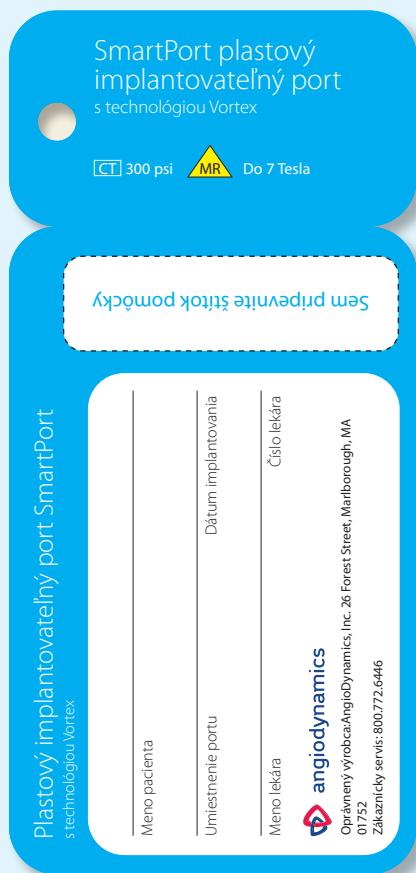 SmartPort plastový
implantovateľný port
s technológiou Vortex
CT 300 psi MR Do 7 Tesla
Sem pripevnite štítok pomôcky
Plastový implantovateľný port SmartPort
s technológiou Vortex
Meno pacienta
Umiestnenie portu Dátum implantovania
Meno lekára Číslo lekára
angiodynamics
Oprávnený výrobca:AngioDynamics, Inc. 26 Forest Street, Marlborough, MA
01752
Zákaznícky servis: 800.772.6446